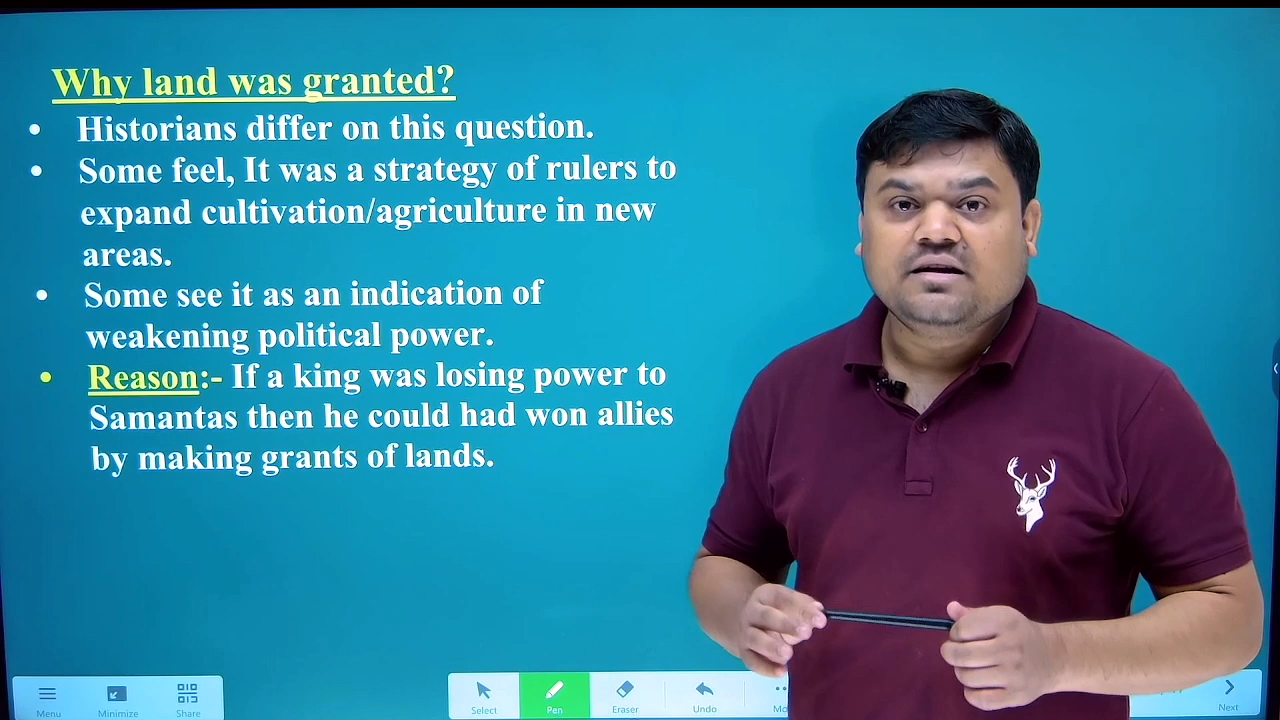 Why land was granted?
• Historians differ on this question.
• Some feel, It was a strategy of rulers to
expand cultivation/agriculture in new
areas.
• Some see it as an indication of
weakening political power.
• Reason:- If a king was losing power to
Samantas then he could had won allies
by making grants of lands.
Menu Minimize Share Select Pen Eraser Undo Next